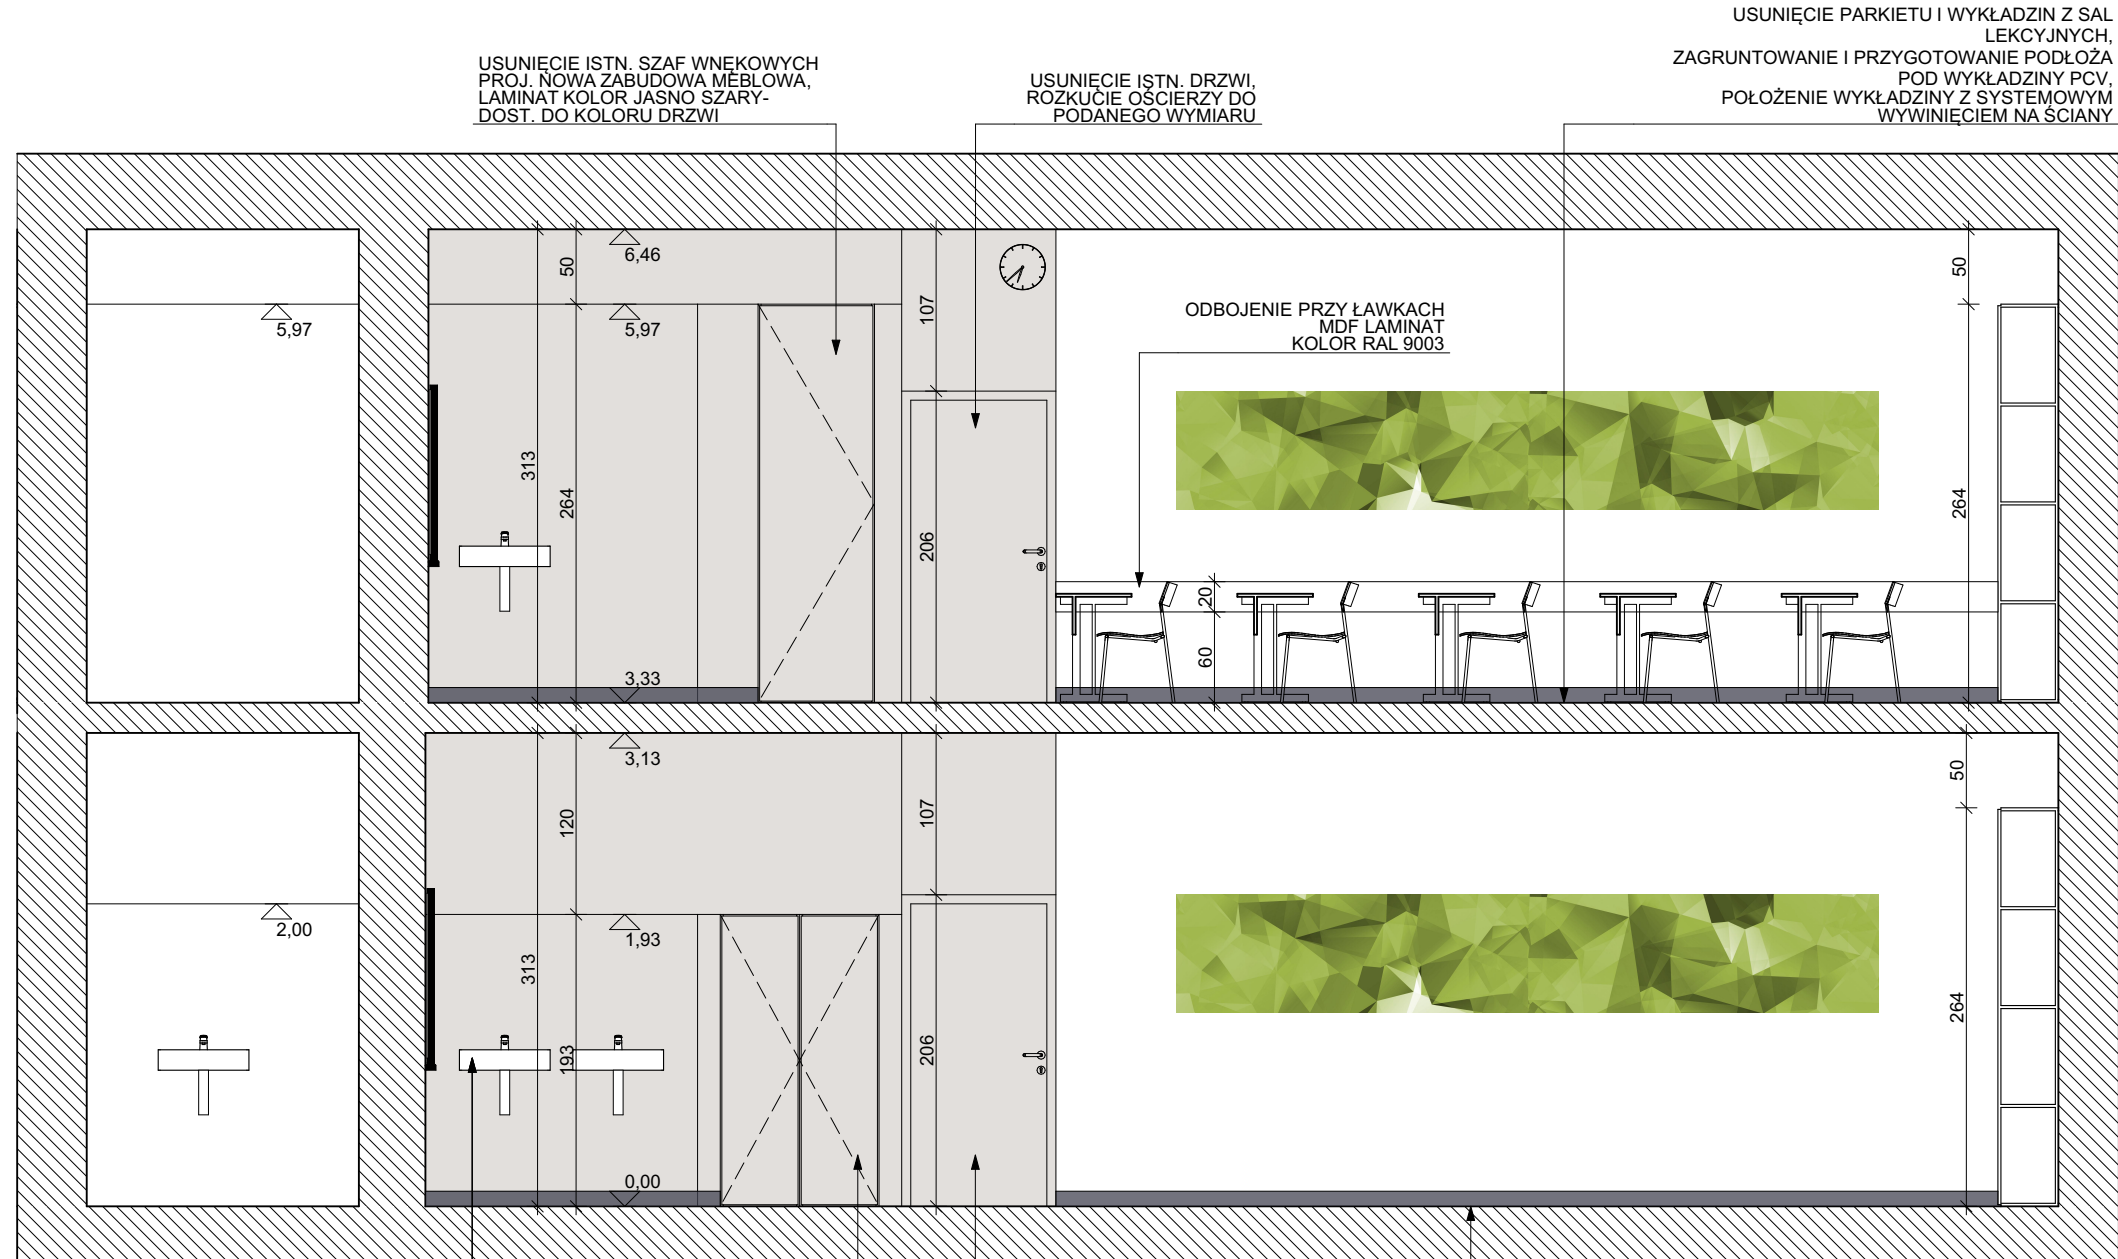 USUNIĘCIE PARKIETU I WYKŁADZIN Z SAL
LEKCYJNYCH,
ZAGRUNTOWANIE I PRZYGOTOWANIE PODŁOŻA
POD WYKŁADZINY PCV,
POŁOŻENIE WYKŁADZINY Z SYSTEMOWYM
WYWINIĘCIEM NA ŚCIANY
USUNIĘCIE ISTN. SZAF WNĘKOWYCH
PROJ. NOWA ZABUDOWA MEBLOWA,
LAMINAT KOLOR JASNO SZARY-
DOST. DO KOLORU DRZWI
USUNIĘCIE ISTN. DRZWI,
ROZKUCIE OŚCIERZY DO
PODANEGO WYMIARU
6,46
50
50
5,97
5,97
107
ODBOJENIE PRZY ŁAWKACH
MDF LAMINAT
KOLOR RAL 9003
313
264
264
206
20
60
3,33
3,13
50
120
107
2,00
1,93
313
264
193
206
0,00